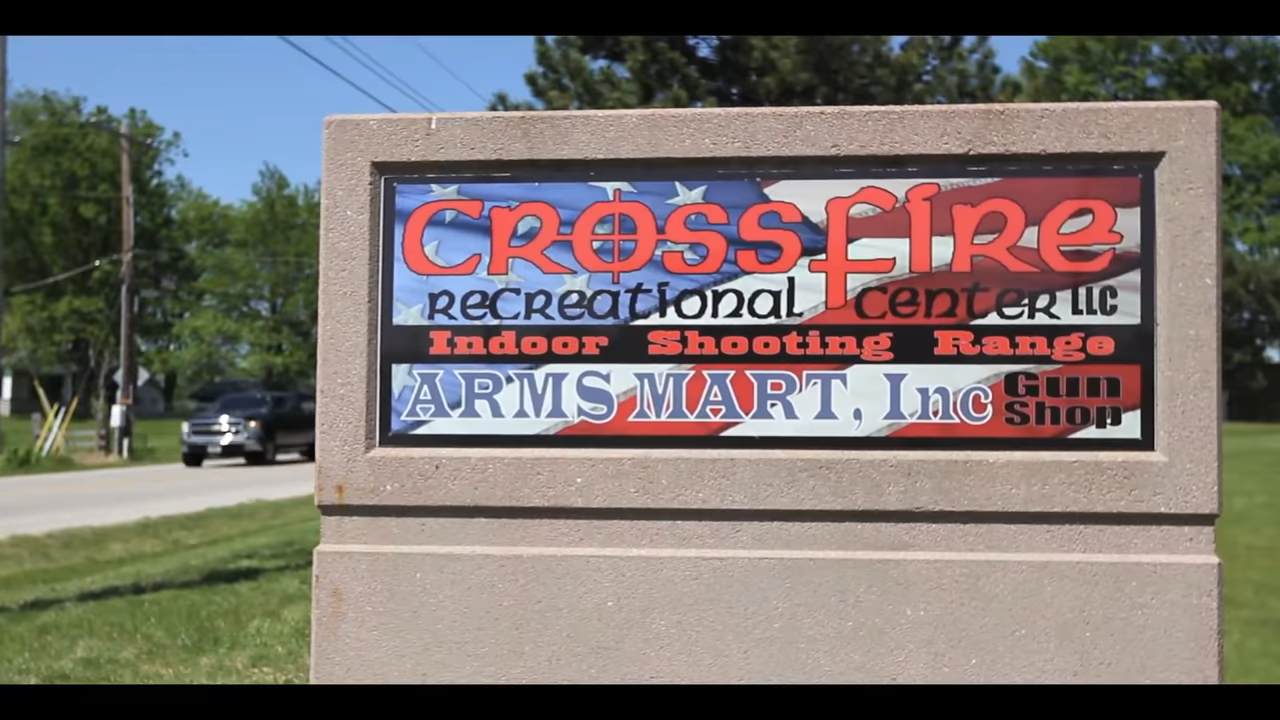 CROSSFIRE
RECREATIONAL CENTER LLC
Indoor Shooting Range
ARMS MART, Inc Gun Shop